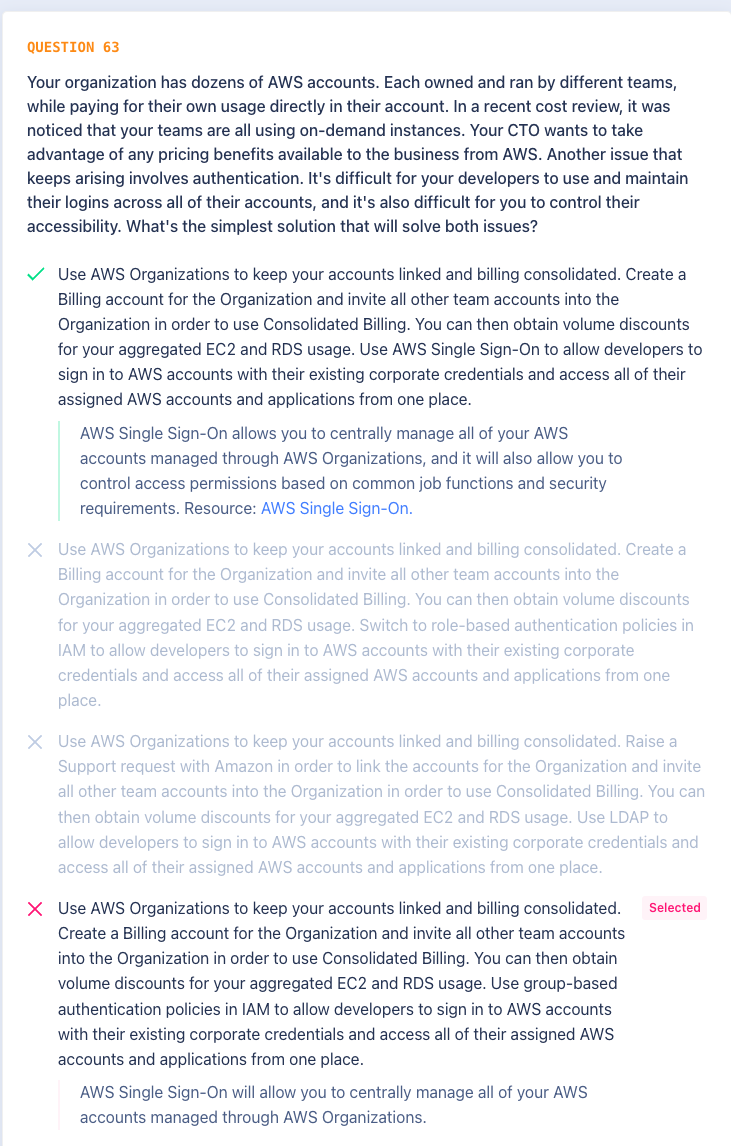 QUESTION 63
Your organization has dozens of AWS accounts. Each owned and ran by different teams,
while paying for their own usage directly in their account. In a recent cost review, it was
noticed that your teams are all using on-demand instances. Your CTO wants to take
advantage of any pricing benefits available to the business from AWS. Another issue that
keeps arising involves authentication. It's difficult for your developers to use and maintain
their logins across all of their accounts, and it's also difficult for you to control their
accessibility. What's the simplest solution that will solve both issues?
Use AWS Organizations to keep your accounts linked and billing consolidated. Create a
Billing account for the Organization and invite all other team accounts into the
Organization in order to use Consolidated Billing. You can then obtain volume discounts
for your aggregated EC2 and RDS usage. Use AWS Single Sign-On to allow developers to
sign in to AWS accounts with their existing corporate credentials and access all of their
assigned AWS accounts and applications from one place.
AWS Single Sign-On allows you to centrally manage all of your AWS
accounts managed through AWS Organizations, and it will also allow you to
control access permissions based on common job functions and security
requirements. Resource: AWS Single Sign-On.
Use AWS Organizations to keep your accounts linked and billing consolidated. Create a
Billing account for the Organization and invite all other team accounts into the
Organization in order to use Consolidated Billing. You can then obtain volume discounts
for your aggregated EC2 and RDS usage. Switch to role-based authentication policies in
IAM to allow developers to sign in to AWS accounts with their existing corporate
credentials and access all of their assigned AWS accounts and applications from one
place.
Use AWS Organizations to keep your accounts linked and billing consolidated. Raise a
Support request with Amazon in order to link the accounts for the Organization and invite
all other team accounts into the Organization in order to use Consolidated Billing. You can
then obtain volume discounts for your aggregated EC2 and RDS usage. Use LDAP to
allow developers to sign in to AWS accounts with their existing corporate credentials and
access all of their assigned AWS accounts and applications from one place.
Use AWS Organizations to keep your accounts linked and billing consolidated. Selected
Create a Billing account for the Organization and invite all other team accounts
into the Organization in order to use Consolidated Billing. You can then obtain
volume discounts for your aggregated EC2 and RDS usage. Use group-based
authentication policies in IAM to allow developers to sign in to AWS accounts
with their existing corporate credentials and access all of their assigned AWS
accounts and applications from one place.
AWS Single Sign-On will allow you to centrally manage all of your AWS
accounts managed through AWS Organizations.